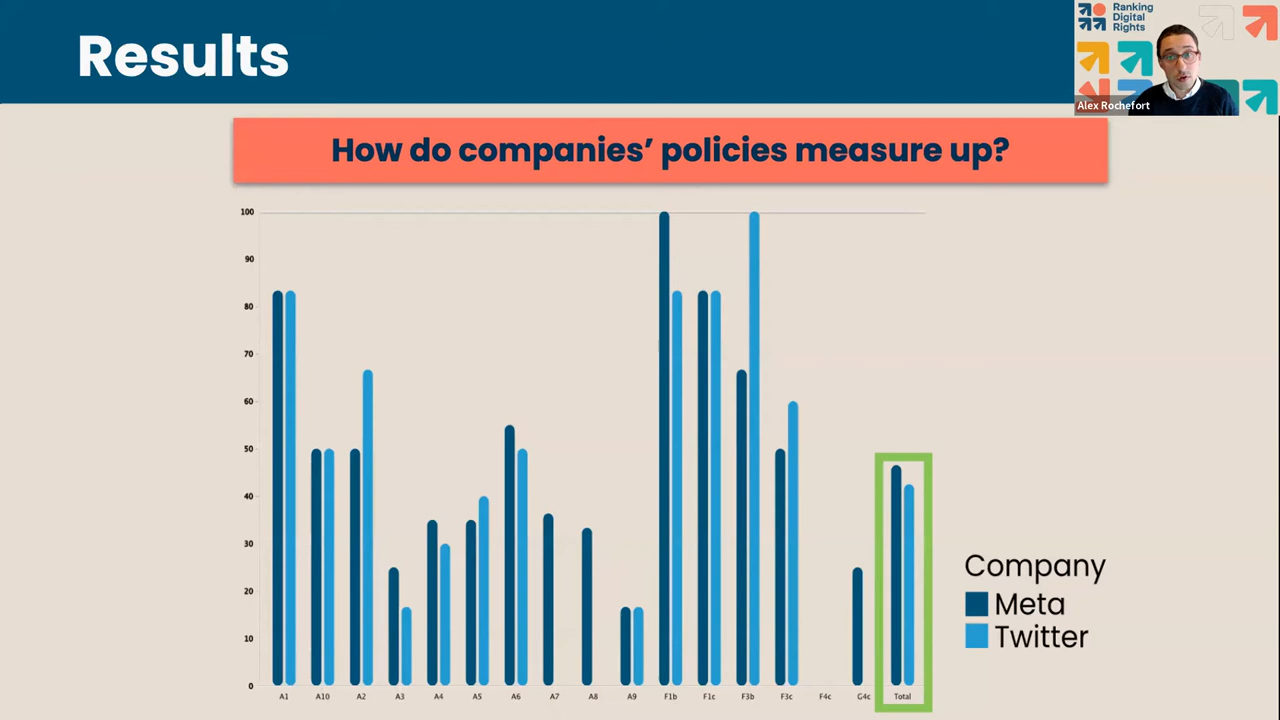 Results
Ranking
Digital
Rights
Alex Rochefort
How do companies’ policies measure up?
100
90
80
70
60
50
40
30
20
10
0
A1 A10 A2 A3 A4 A5 A6 A7 A8 A9 F1b F1c F3b F3c F4c G4c Total
Company
Meta
Twitter